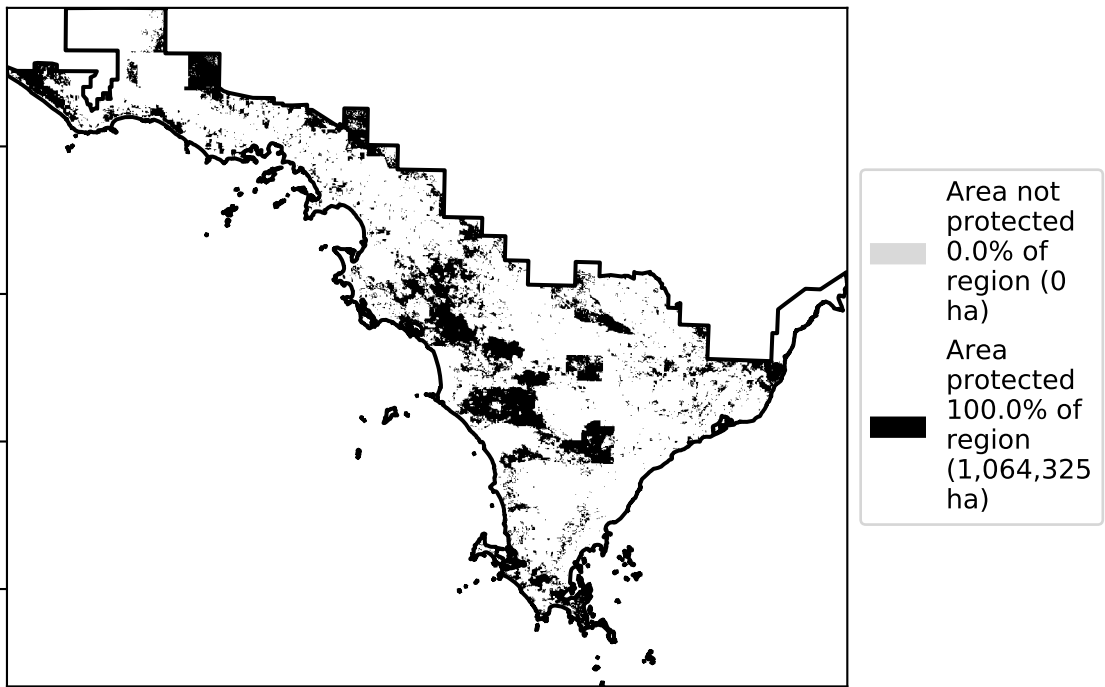 Area not
protected
0.0% of
region (0
ha)
Area
protected
100.0% of
region
(1,064,325
ha)